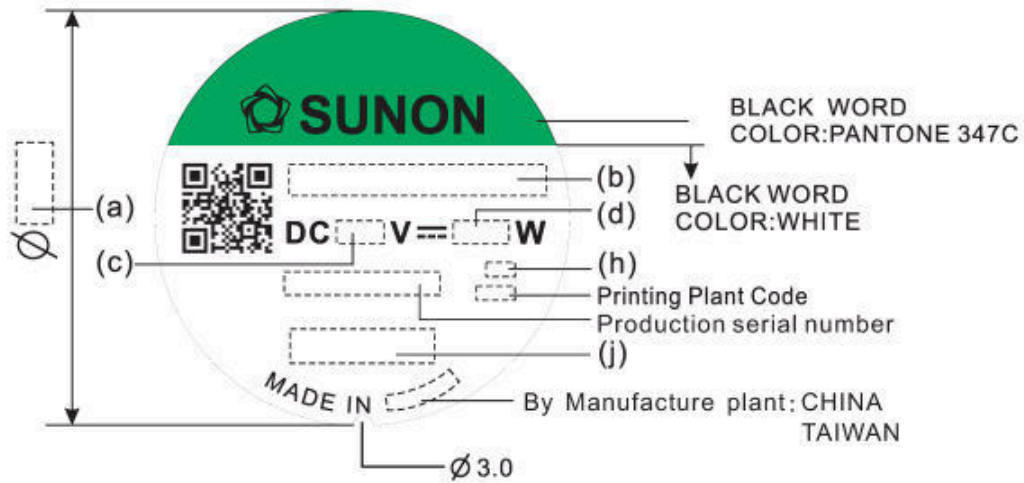 SUNON
BLACK WORD
COLOR:PANTONE 347C
BLACK WORD
COLOR:WHITE
(a)
(b)
DC V W
(d)
(c)
(h)
Printing Plant Code
Production serial number
(j)
MADE IN
By Manufacture plant: CHINA
TAIWAN
Ø
Ø 3.0